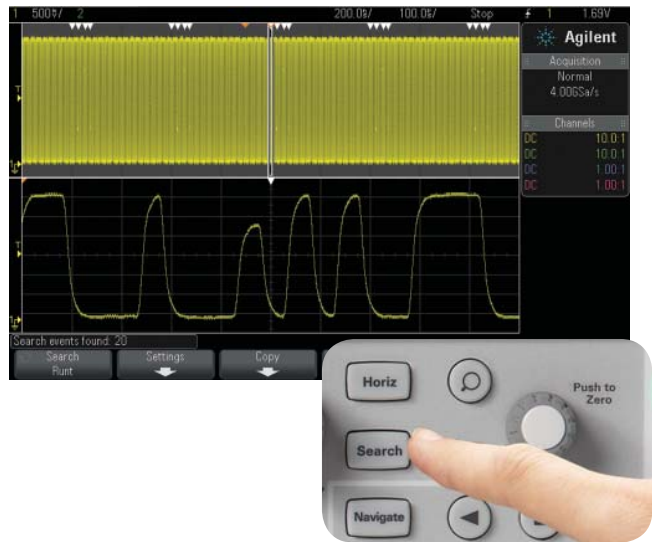 1 500▽/ 2 200.0▽/ 100.0▽/ Stop 1 1.69V
Agilent
Acquisition
Normal
4.00GSa/s
Channels
DC 10.0:1
DC 10.0:1
DC 1.00:1
DC 1.00:1
T
T
Search events found: 20
Search
Runt
Settings
Copy
Horiz
Push to
Zero
Search
Navigate